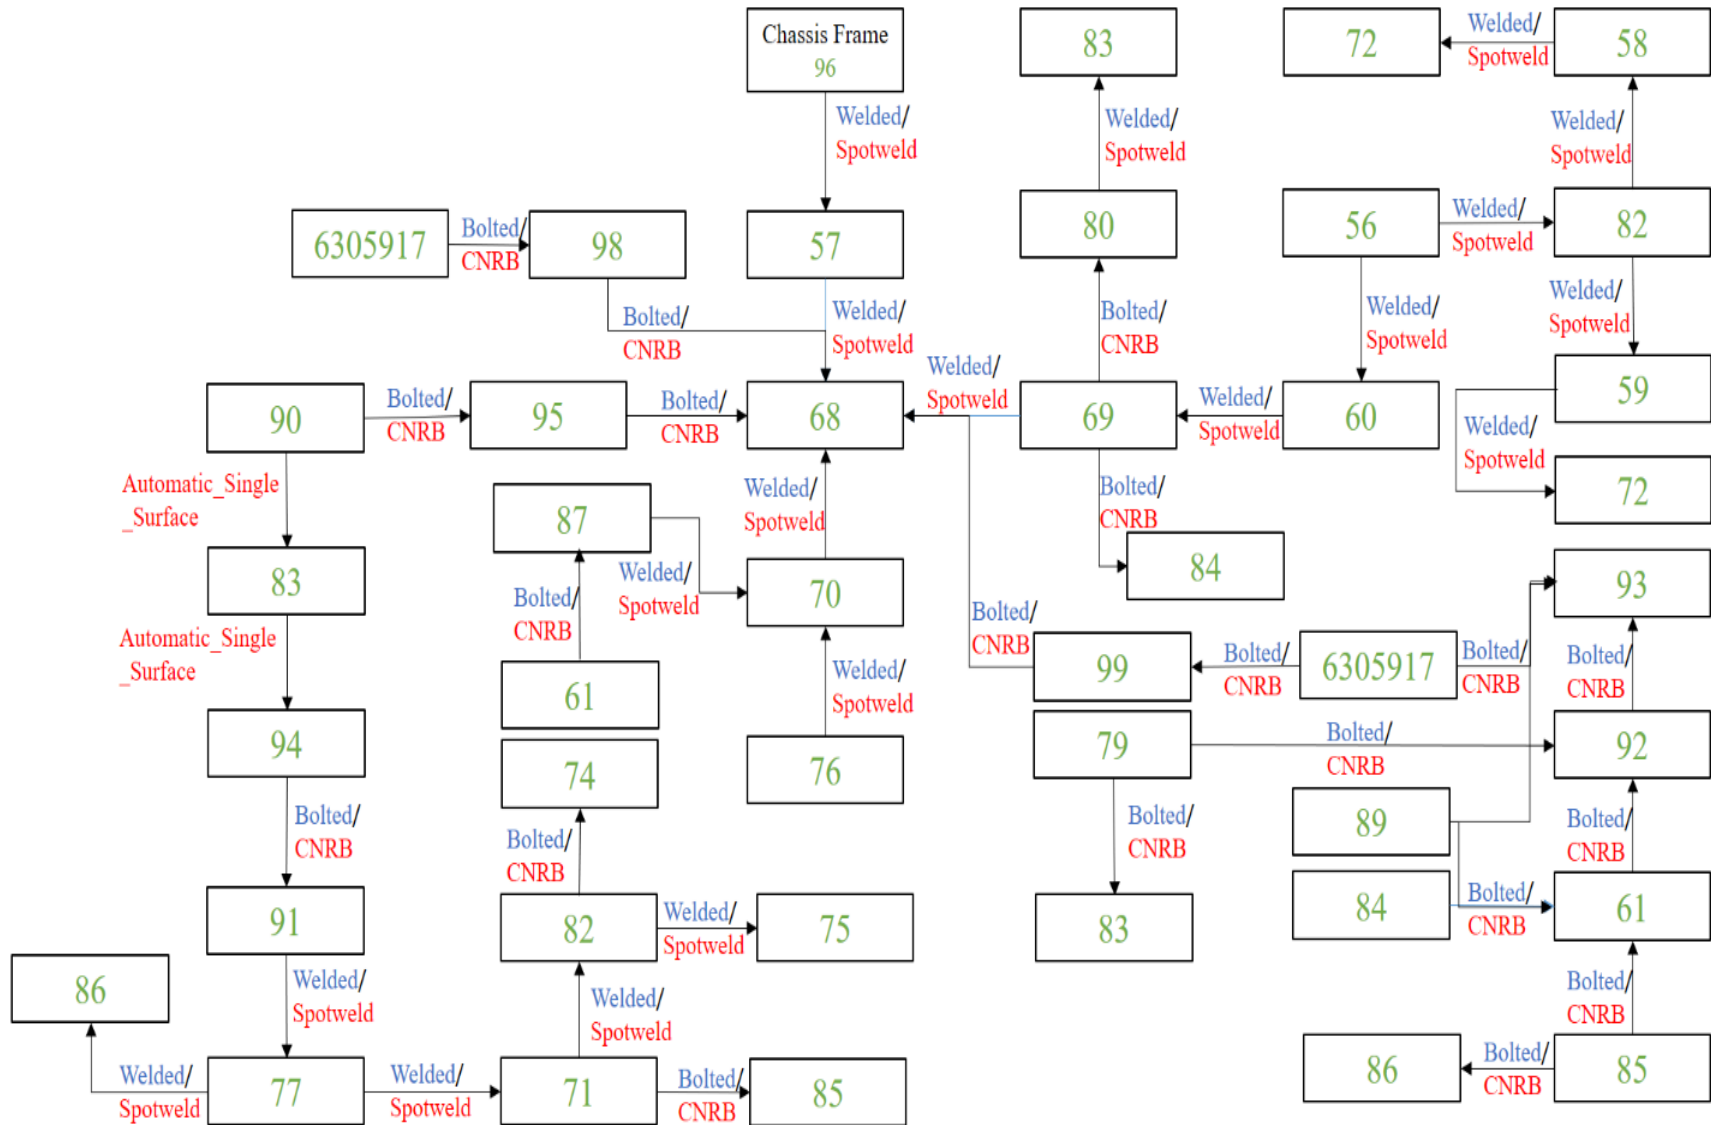 Chassis Frame
96
83
72
Welded/
Spotweld
58
Welded/
Spotweld
Welded/
Spotweld
Welded/
Spotweld
6305917
Bolted/
CNRB
98
57
80
56
Welded/
Spotweld
82
Bolted/
CNRB
Welded/
Spotweld
Bolted/
CNRB
Welded/
Spotweld
Welded/
Spotweld
90
Bolted/
CNRB
95
Bolted/
CNRB
68
Welded/
Spotweld
69
Welded/
Spotweld
60
59
Welded/
Spotweld
72
Automatic_Single
_Surface
87
Welded/
Spotweld
Bolted/
CNRB
84
83
Bolted/
CNRB
Welded/
Spotweld
70
93
Automatic_Single
_Surface
61
Welded/
Spotweld
Bolted/
CNRB
99
Bolted/
CNRB
6305917
Bolted/
CNRB
Bolted/
CNRB
94
74
76
79
Bolted/
CNRB
92
Bolted/
CNRB
Bolted/
CNRB
Bolted/
CNRB
89
Bolted/
CNRB
91
82
Welded/
Spotweld
75
83
84
Bolted/
CNRB
61
86
Welded/
Spotweld
Welded/
Spotweld
Bolted/
CNRB
Welded/
Spotweld
77
Welded/
Spotweld
71
Bolted/
CNRB
85
86
Bolted/
CNRB
85